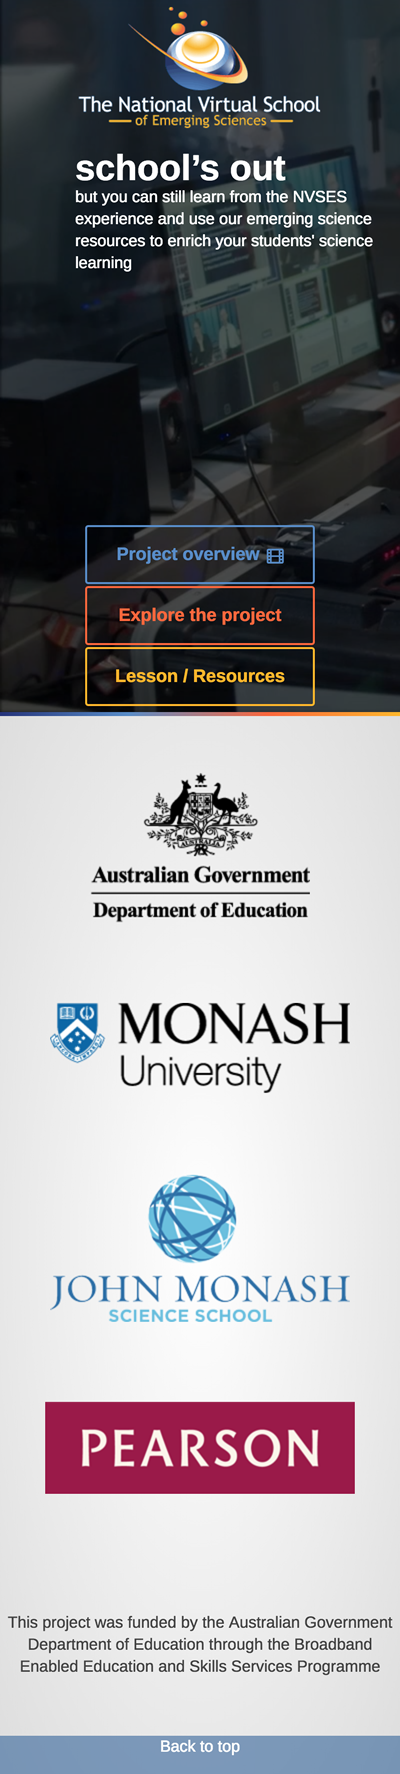 The National Virtual School
of Emerging Sciences
school's out
but you can still learn from the NVSES
experience and use our emerging science
resources to enrich your students' science
learning
Project overview
Explore the project
Lesson / Resources
AUSTRALIA
Australian Government
Department of Education
MONASH
University
JOHN MONASH
SCIENCE SCHOOL
PEARSON
This project was funded by the Australian Government
Department of Education through the Broadband
Enabled Education and Skills Services Programme
Back to top